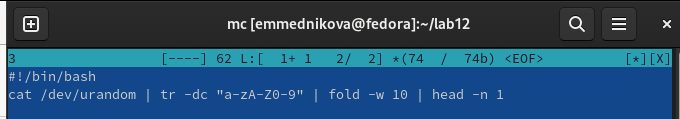 mc [emmednikova@fedora]:~/lab12
3 [----] 62 L:[ 1+ 1 2/ 2] *(74 / 74b) <EOF> [*][X]
#!/bin/bash
cat /dev/urandom | tr -dc "a-zA-Z0-9" | fold -w 10 | head -n 1